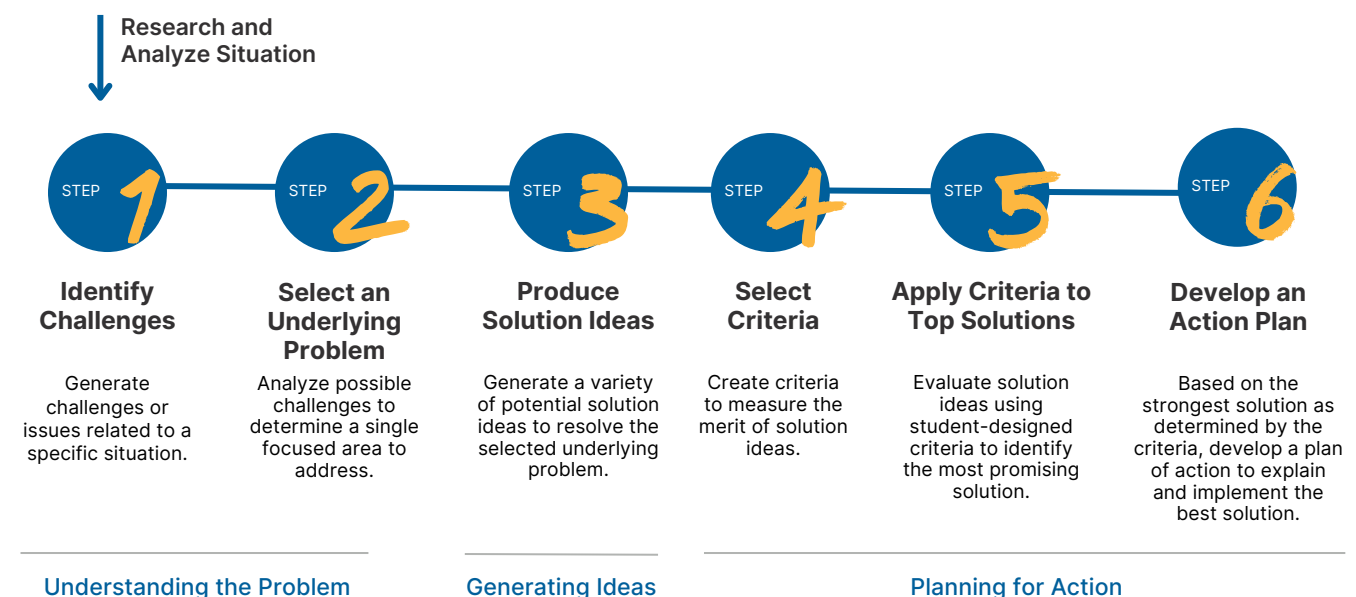 Research and
Analyze Situation
STEP 1
STEP 2
STEP 3
STEP 4
STEP 5
STEP 6
Identify
Challenges
Generate
challenges or
issues related to a
specific situation.
Select an
Underlying
Problem
Analyze possible
challenges to
determine a single
focused area to
address.
Produce
Solution Ideas
Generate a variety
of potential solution
ideas to resolve the
selected underlying
problem.
Select
Criteria
Create criteria
to measure the
merit of solution
ideas.
Apply Criteria to
Top Solutions
Evaluate solution
ideas using
student-designed
criteria to identify
the most promising
solution.
Develop an
Action Plan
Based on the
strongest solution as
determined by the
criteria, develop a plan
of action to explain
and implement the
best solution.
Understanding the Problem
Generating Ideas
Planning for Action